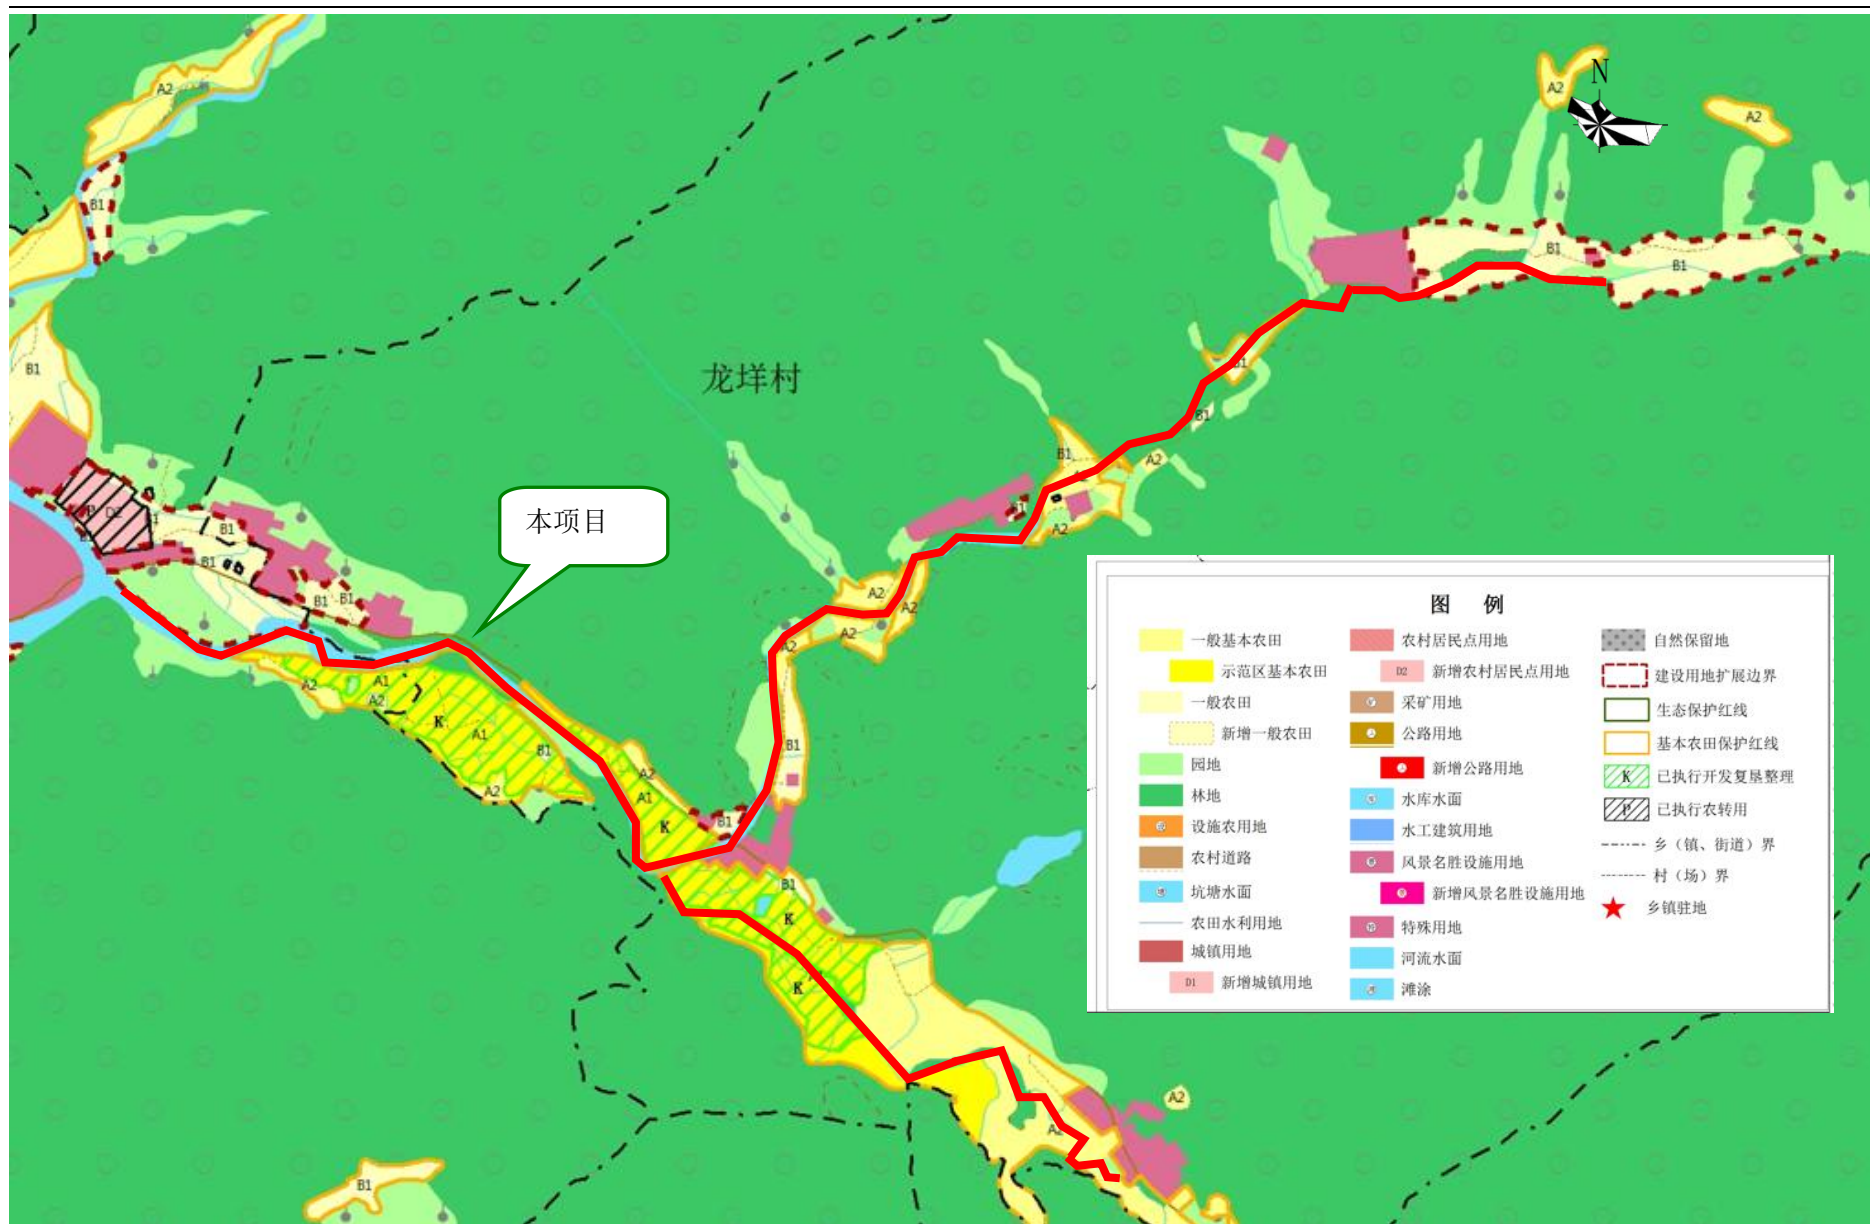 N
A2
A2
A2
B1
B1
B1
B1
B1
龙垟村
B1
B1
A2
A2
本项目
D2
B1
B1
B1
B1
A2
A2
A2
A2
A2
A1
A2
K
A1
B1
A2
B1
A2
A1
K
B1
B1
K
K
A2
A2
B1
图 例
一般基本农田
示范区基本农田
一般农田
新增一般农田
园地
林地
设施农用地
农村道路
坑塘水面
农田水利用地
城镇用地
D1 新增城镇用地
农村居民点用地
D2 新增农村居民点用地
采矿用地
公路用地
新增公路用地
水库水面
水工建筑用地
风景名胜设施用地
新增风景名胜设施用地
特殊用地
河流水面
滩涂
自然保留地
建设用地扩展边界
生态保护红线
基本农田保护红线
K 已执行开发复垦整理
P 已执行农转用
乡（镇、街道）界
村（场）界
乡镇驻地